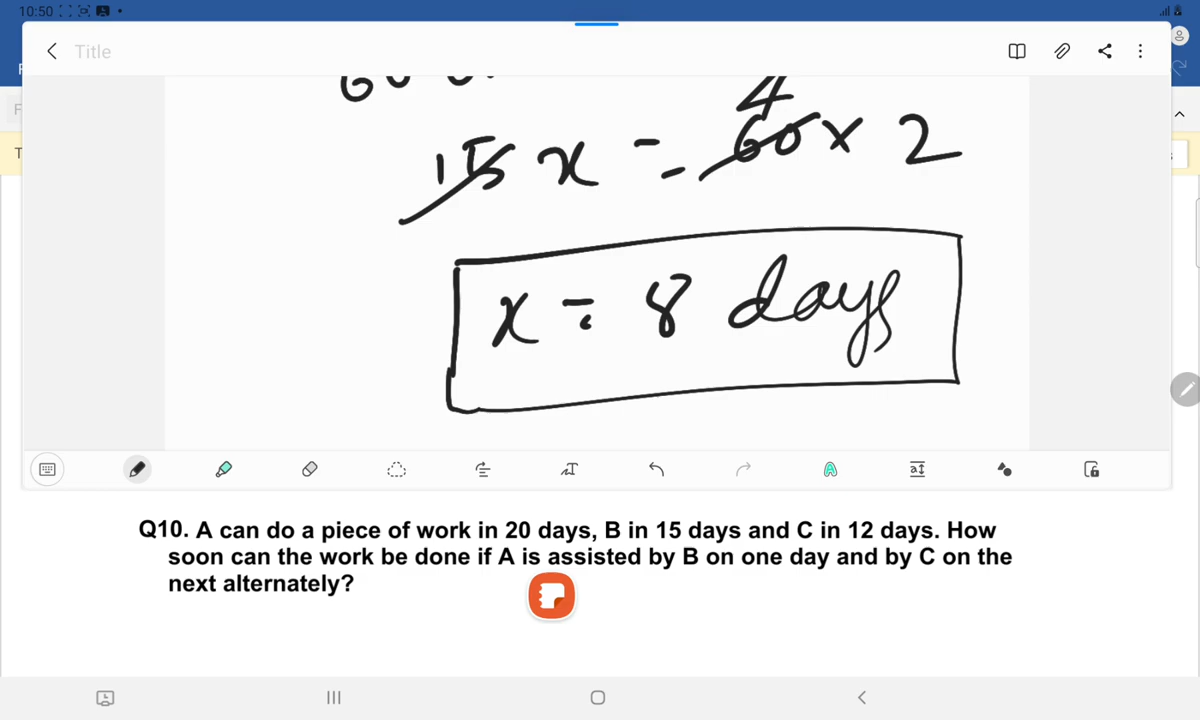 10:50
Title
4
15 x = 60 x 2
x = 8 days
Q10. A can do a piece of work in 20 days, B in 15 days and C in 12 days. How
soon can the work be done if A is assisted by B on one day and by C on the
next alternately?